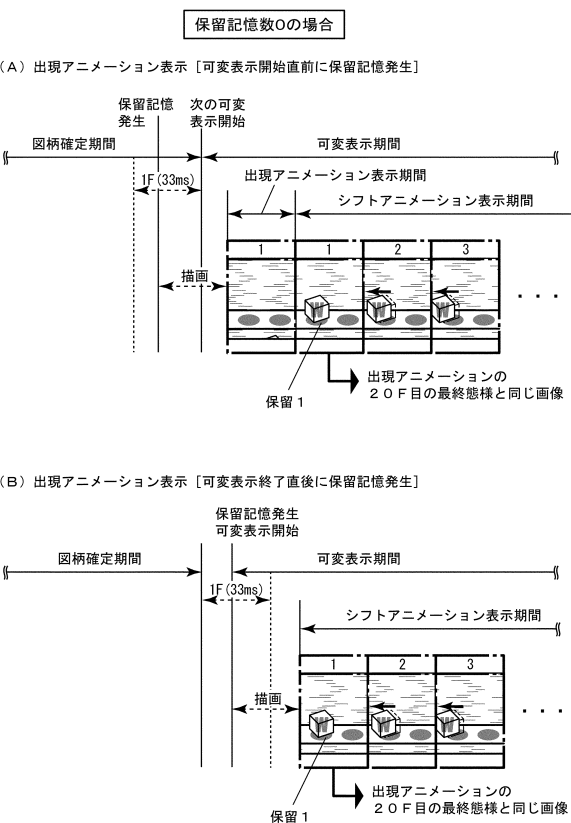 保留記憶数0の場合
(A) 出現アニメーション表示 [可変表示開始直前に保留記憶発生]
保留記憶
発生
次の可変
表示開始
図柄確定期間
可変表示期間
1F(33ms)
出現アニメーション表示期間
シフトアニメーション表示期間
1 1 2 3
描画
W W W
・・・
保留1
出現アニメーションの
20F目の最終態様と同じ画像
(B) 出現アニメーション表示 [可変表示終了直後に保留記憶発生]
保留記憶発生
可変表示開始
図柄確定期間
可変表示期間
1F(33ms)
シフトアニメーション表示期間
1 2 3
描画
W W W
・・・
保留1
出現アニメーションの
20F目の最終態様と同じ画像